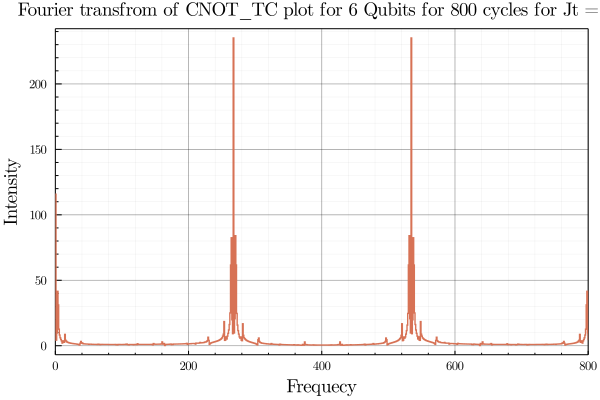 Fourier transfrom of CNOT_TC plot for 6 Qubits for 800 cycles for Jt =
Intensity
200
150
100
50
0
0 200 400 600 800
Frequecy